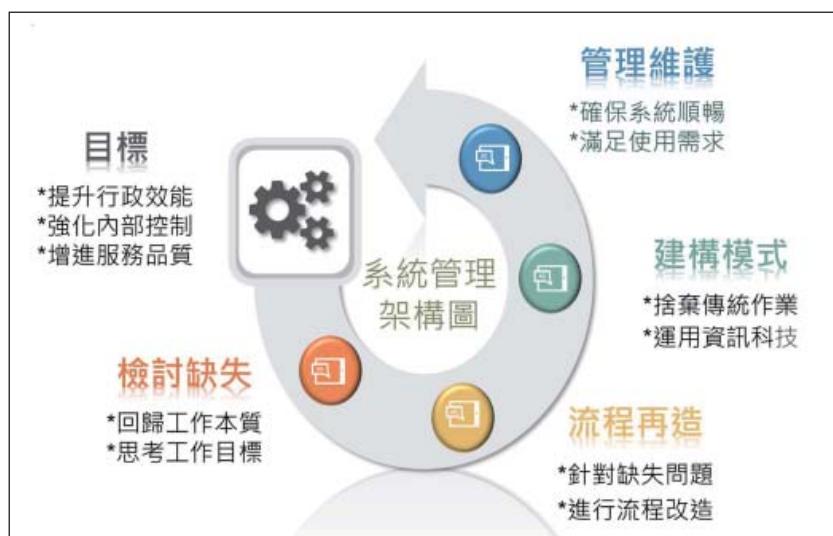 管理維護
*確保系統順暢
*滿足使用需求
目標
*提升行政效能
*強化內部控制
*增進服務品質
系統管理
架構圖
建構模式
*捨棄傳統作業
*運用資訊科技
檢討缺失
*回歸工作本質
*思考工作目標
流程再造
*針對缺失問題
*進行流程改造